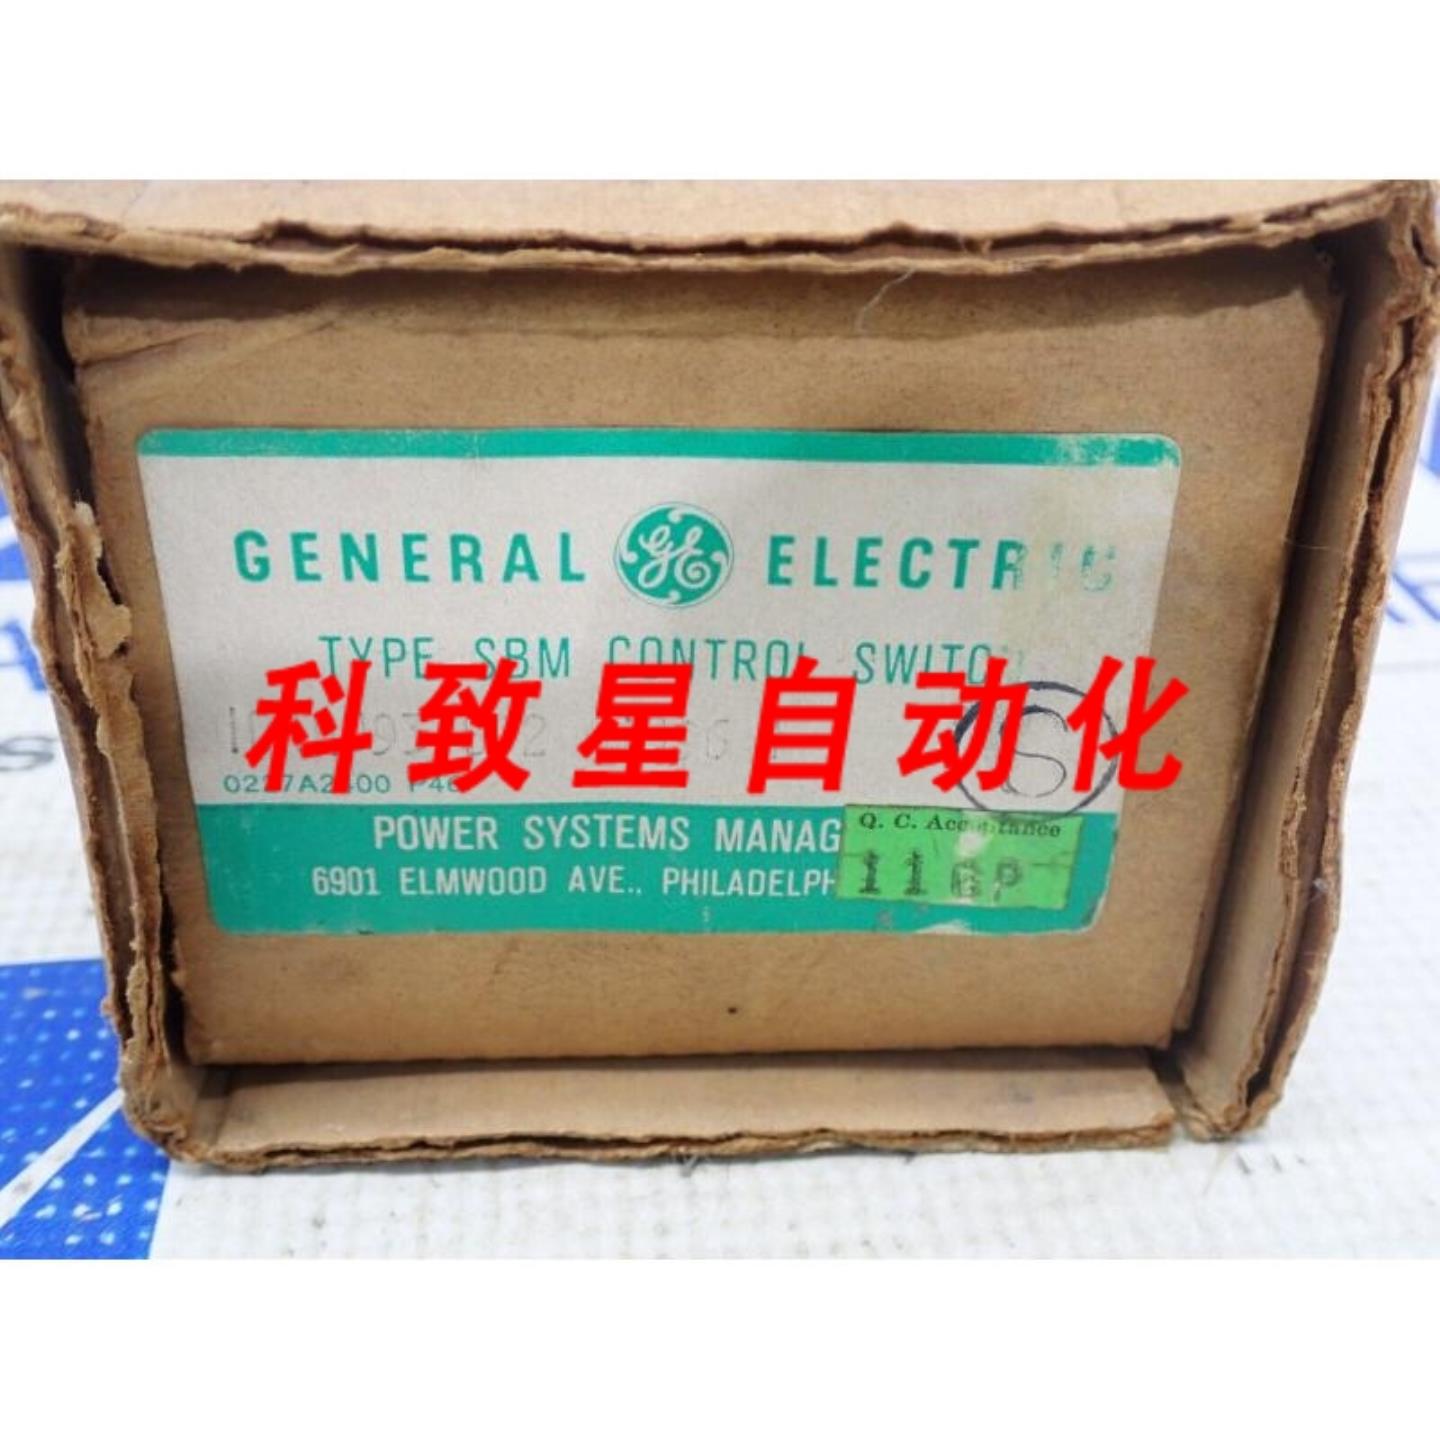 GENERAL GE ELECTRIC
TYPE SBM CONTROL SWITCH
科致星自动化
S
POWER SYSTEMS MANAG
Q. C. Acceptance
6901 ELMWOOD AVE., PHILADELPH